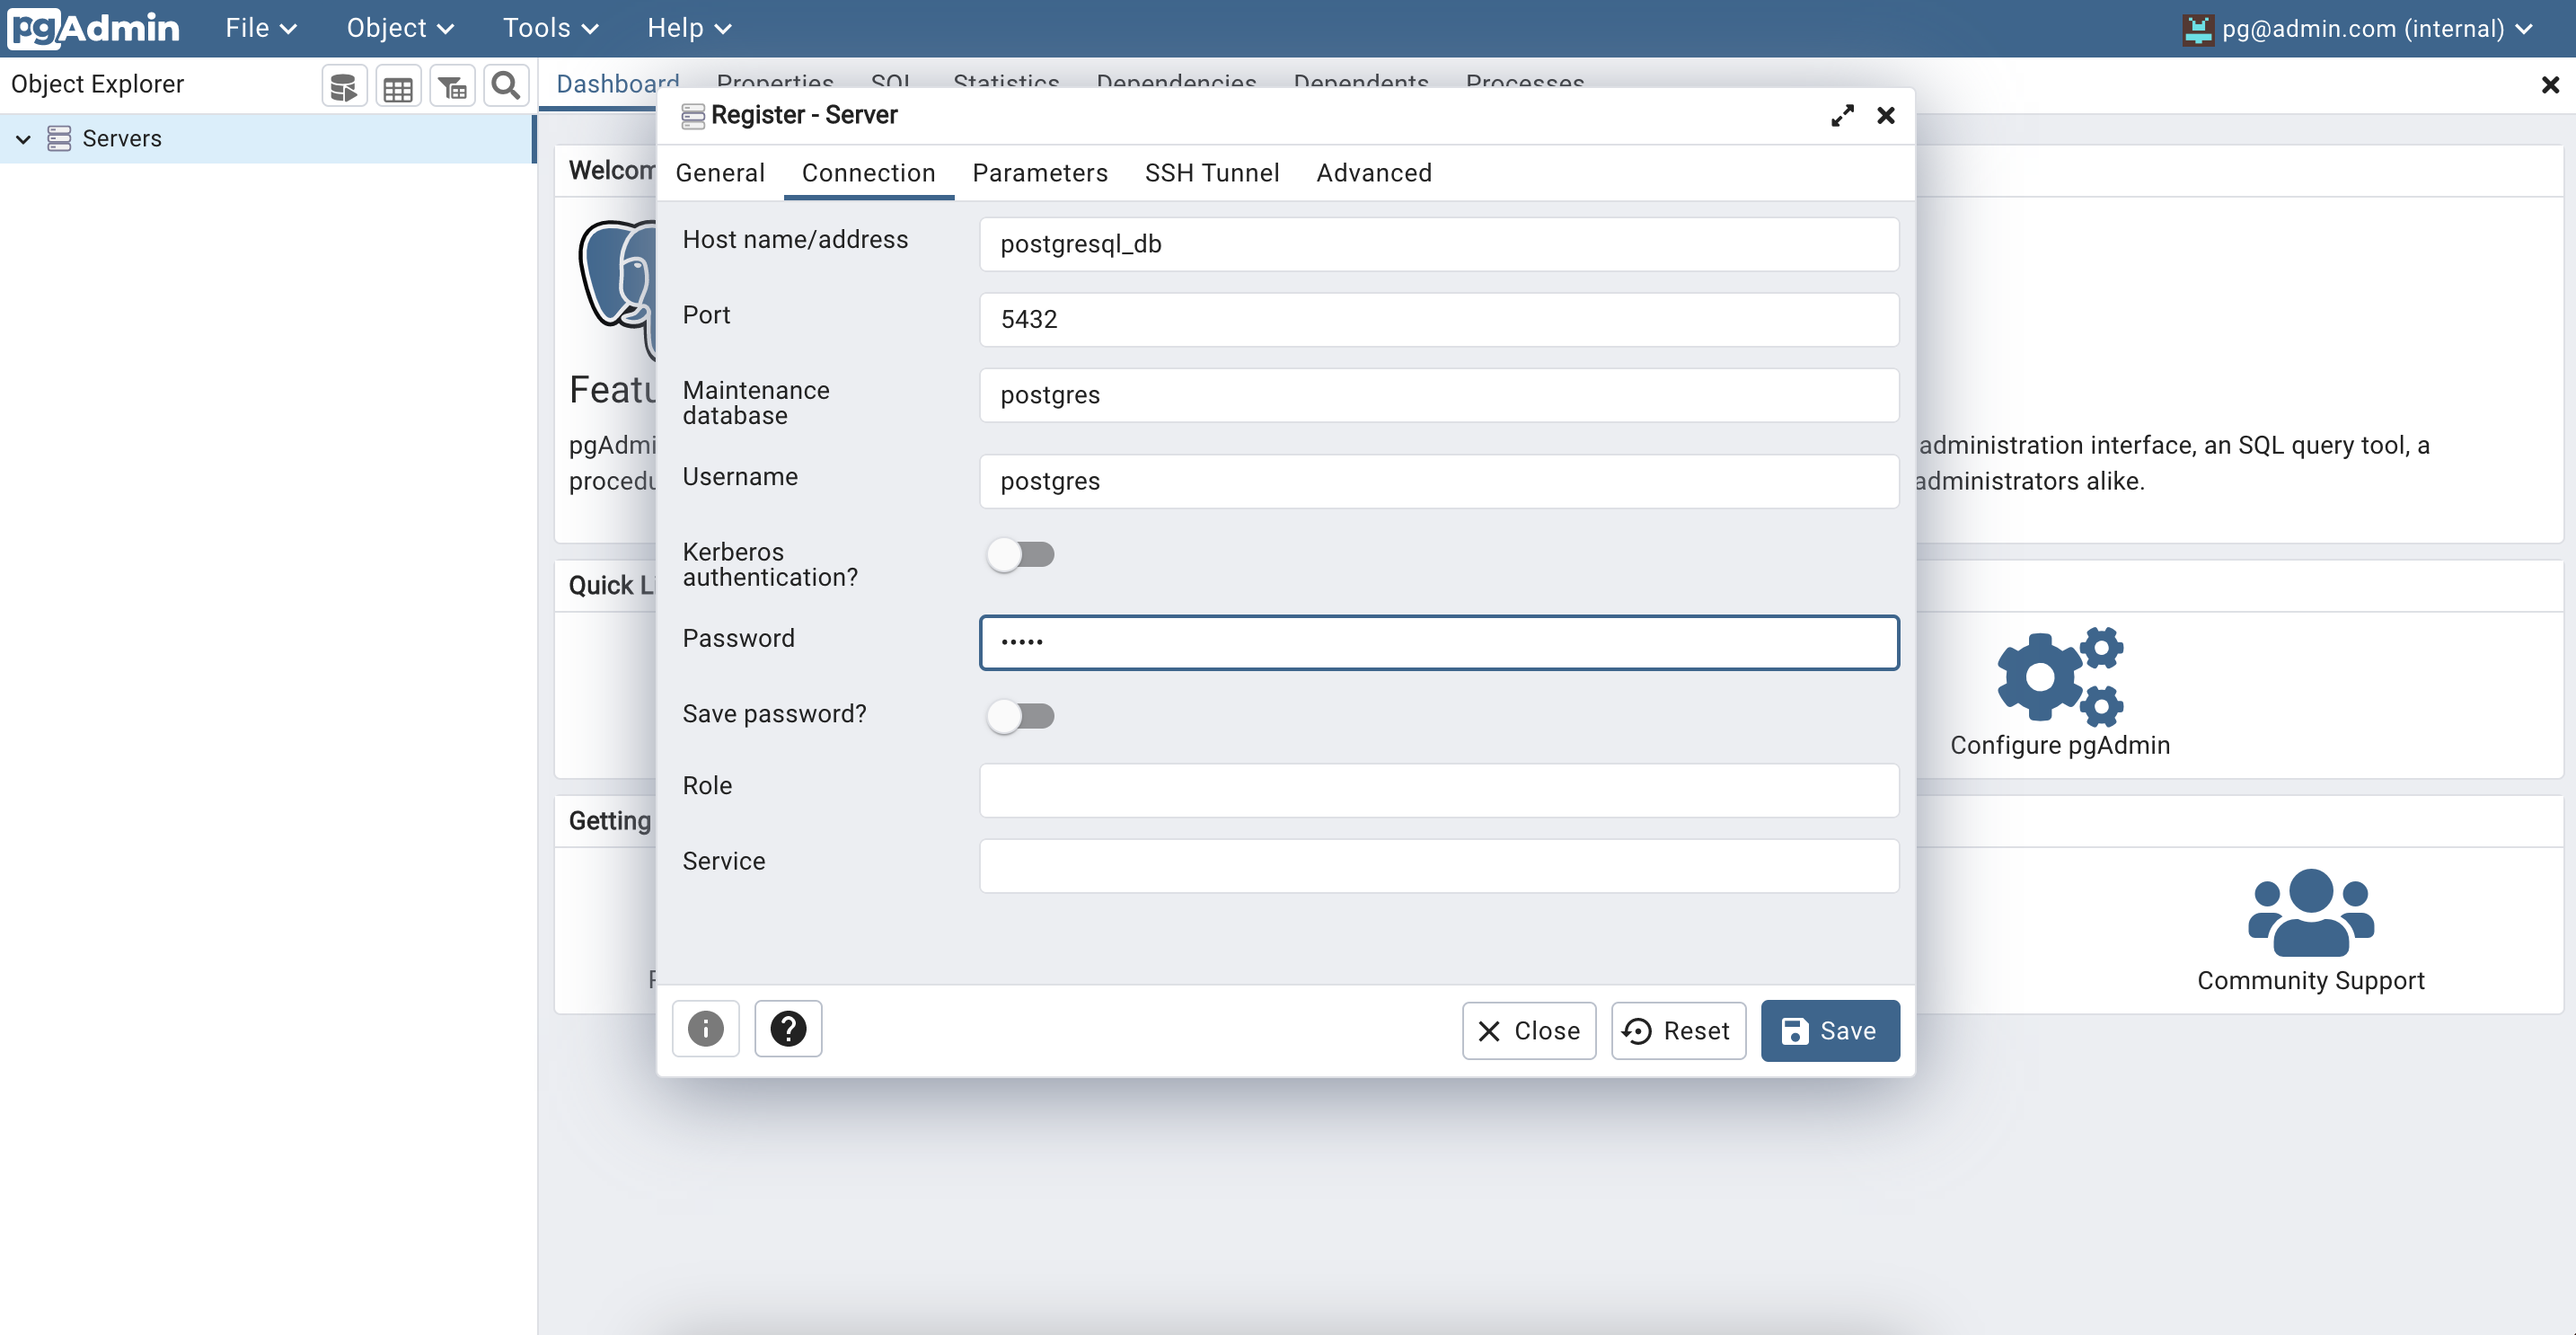 pgAdmin File Object Tools Help pg@admin.com (internal)
Object Explorer Dashboard Properties SQL Statistics Dependencies Dependents Processes
Servers
Register - Server
General Connection Parameters SSH Tunnel Advanced
Host name/address postgresql_db
Port 5432
Maintenance
database
postgres
Username postgres
Kerberos
authentication?
Password •••••
Save password?
Role
Service
Close Reset Save
Welcom
Featu
pgAdmi administration interface, an SQL query tool, a
procedu administrators alike.
Quick Li
Configure pgAdmin
Getting
Community Support